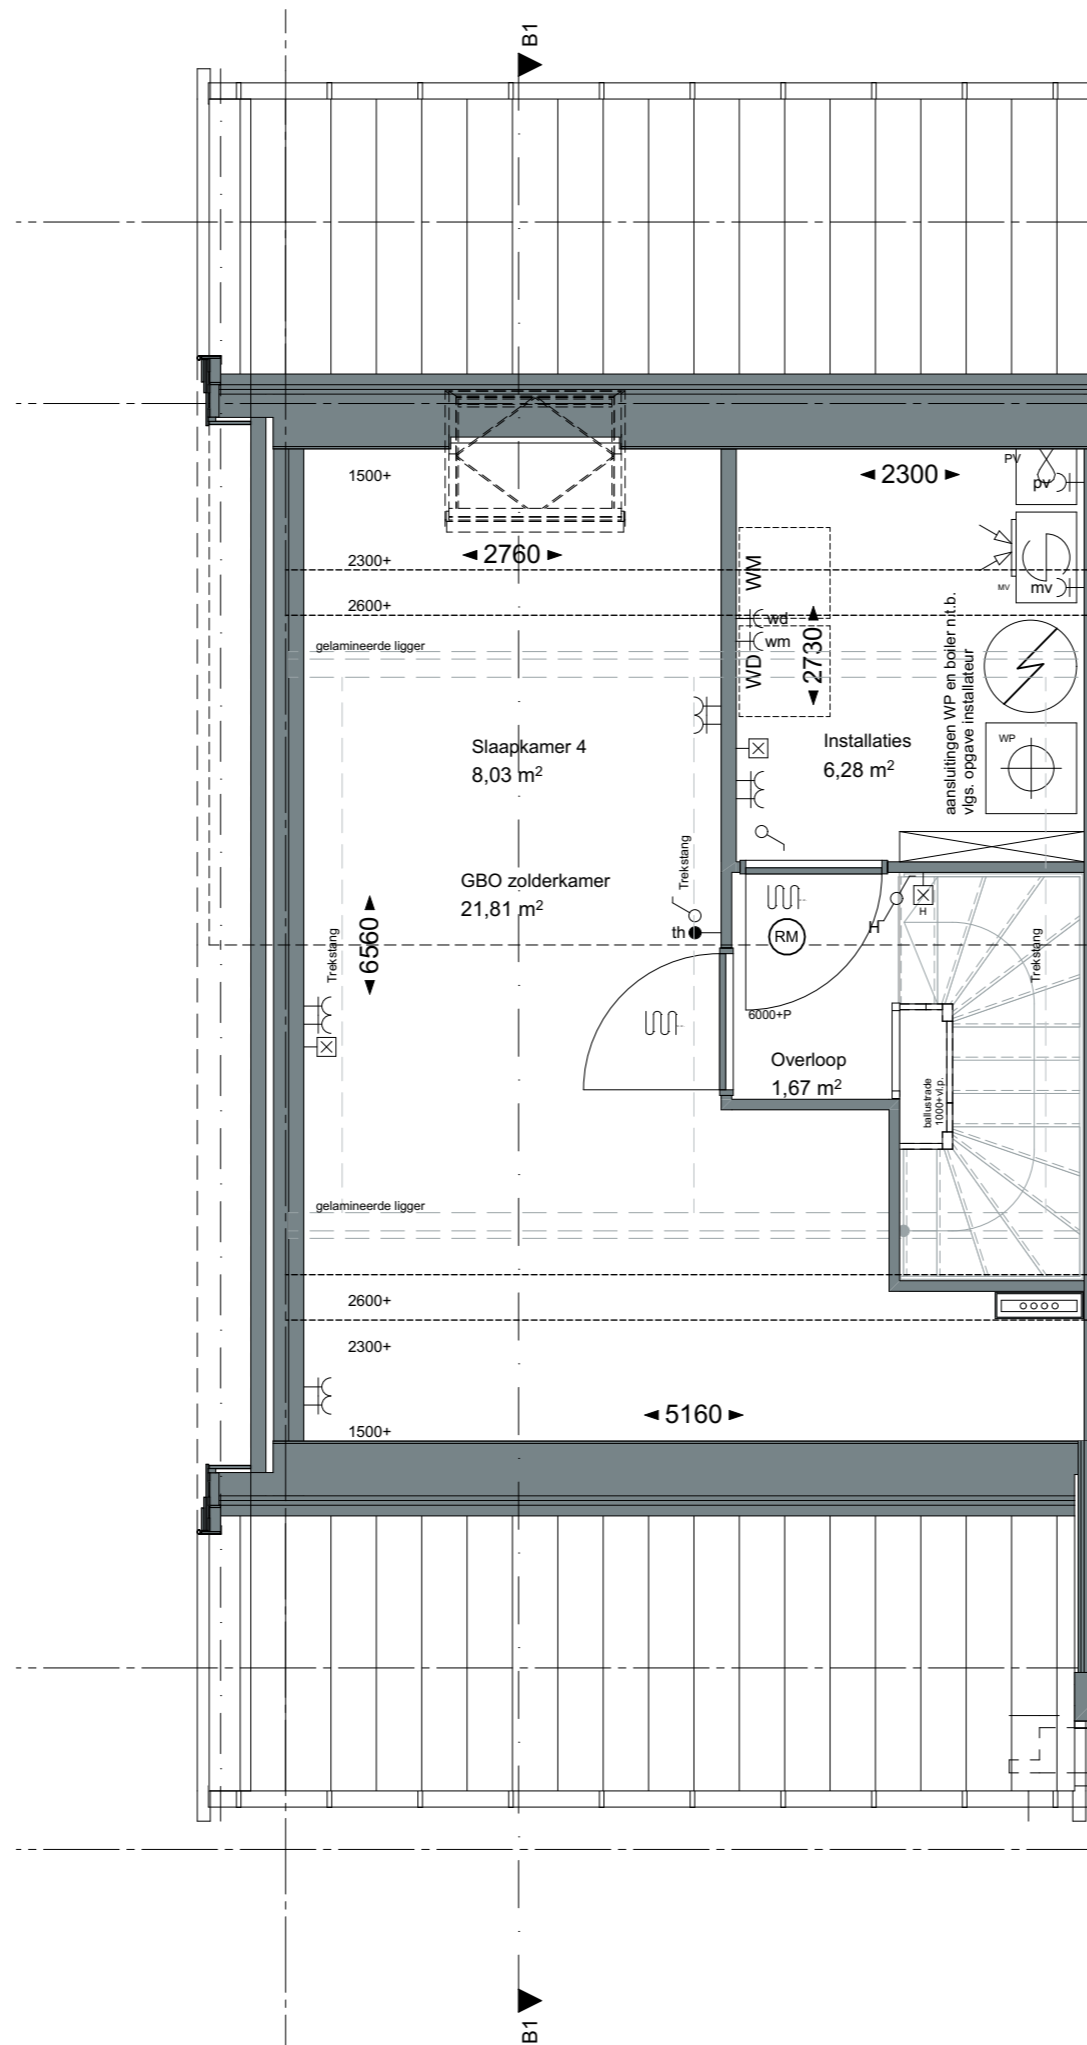 B1
1500+
2300
PV
pv
2760
2300+
WM
MV
mv
2600+
wd
gelamineerde ligger
wm
WD
2730
aansluitingen WP en boiler n.t.b.
vlgs. opgave installateur
Slaapkamer 4
8,03 m²
Installaties
6,28 m²
WP
GBO zolderkamer
21,81 m²
Trekstang
th
RM
H
H
6560
Trekstang
Trekstang
6000+P
Overloop
1,67 m²
ballustrade
1000+vl.p.
gelamineerde ligger
2600+
2300+
5160
1500+
B1